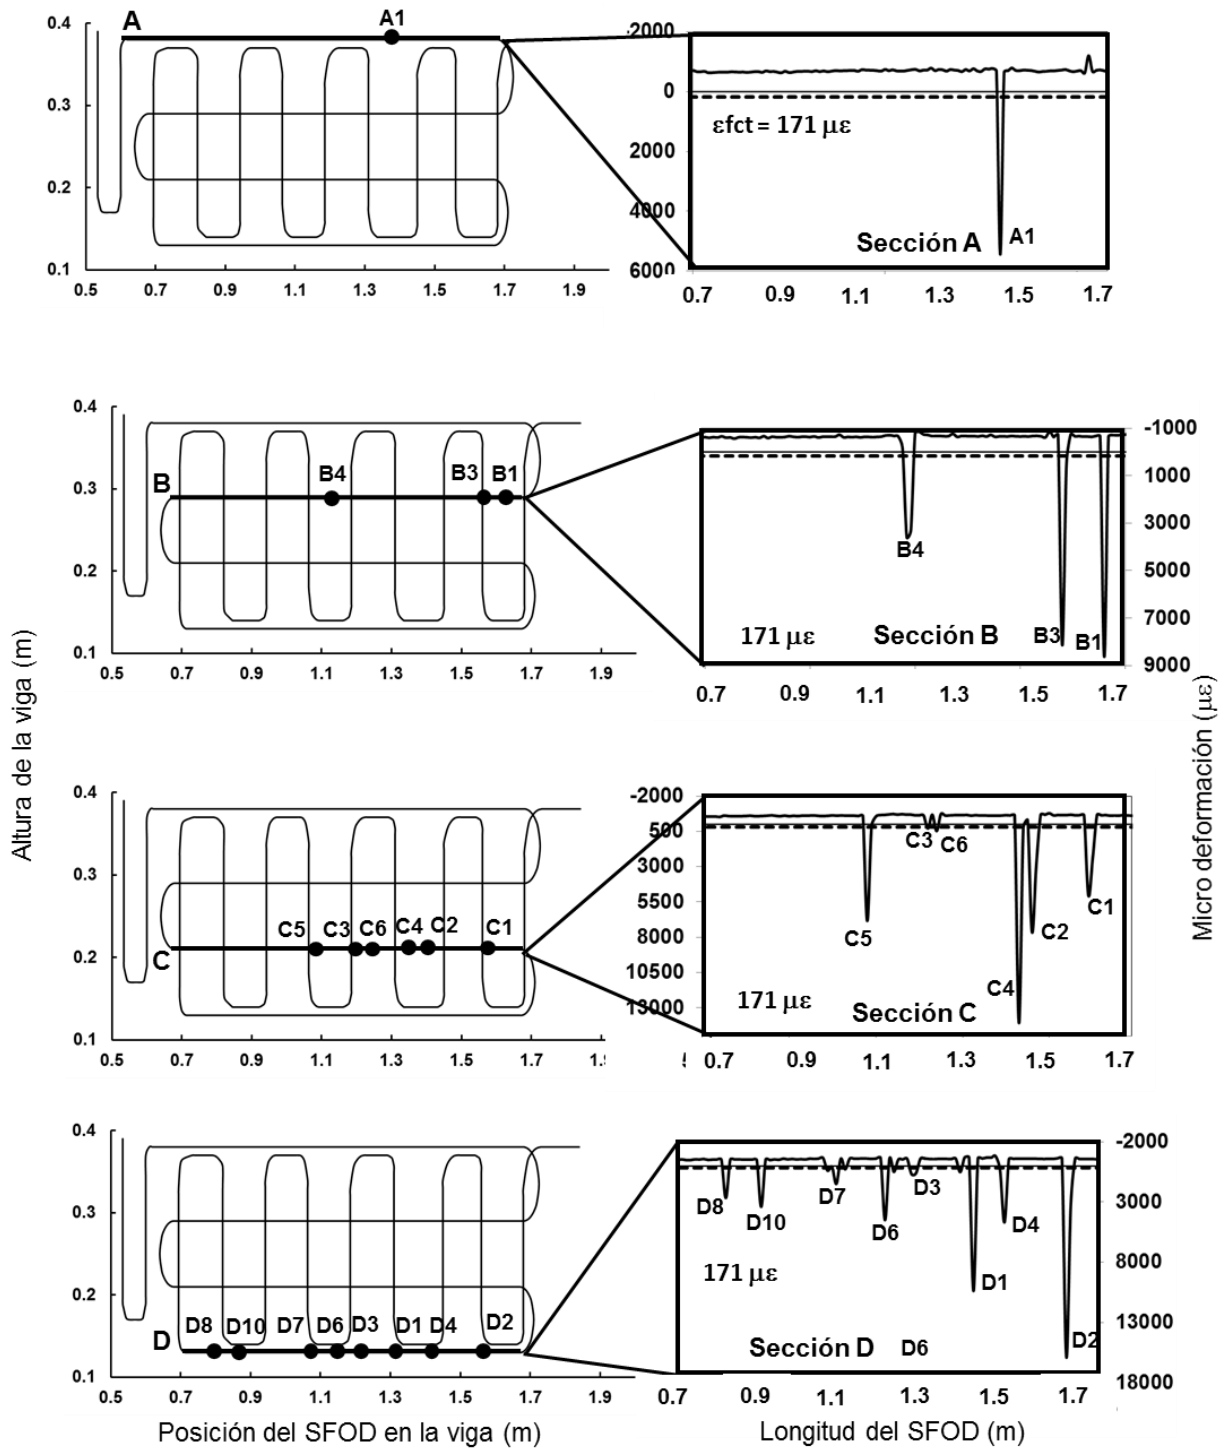 A
A1
0.4
0.3
0.2
0.1
0.5 0.7 0.9 1.1 1.3 1.5 1.7 1.9
-2000
0
2000
4000
6000
εfct = 171 με
Sección A
A1
0.7 0.9 1.1 1.3 1.5 1.7
0.4
0.3
0.2
0.1
B
B4
B3
B1
0.5 0.7 0.9 1.1 1.3 1.5 1.7 1.9
-1000
1000
3000
5000
7000
9000
B4
B3
B1
171 με
Sección B
0.7 0.9 1.1 1.3 1.5 1.7
Altura de la viga (m)
Micro deformación (με)
0.4
0.3
0.2
0.1
C5 C3 C6 C4 C2 C1
C
0.5 0.7 0.9 1.1 1.3 1.5 1.7
-2000
500
3000
5500
8000
10500
13000
C3 C6
C1
C5
C2
C4
171 με
Sección C
0.7 0.9 1.1 1.3 1.5 1.7
0.4
0.3
0.2
0.1
D8 D10 D7 D6 D3 D1 D4 D2
D
0.5 0.7 0.9 1.1 1.3 1.5 1.7 1.9
-2000
3000
8000
13000
18000
D8
D10
D7
D6
D3
D4
D1
D2
171 με
Sección D
D6
0.7 0.9 1.1 1.3 1.5 1.7
Posición del SFOD en la viga (m)
Longitud del SFOD (m)